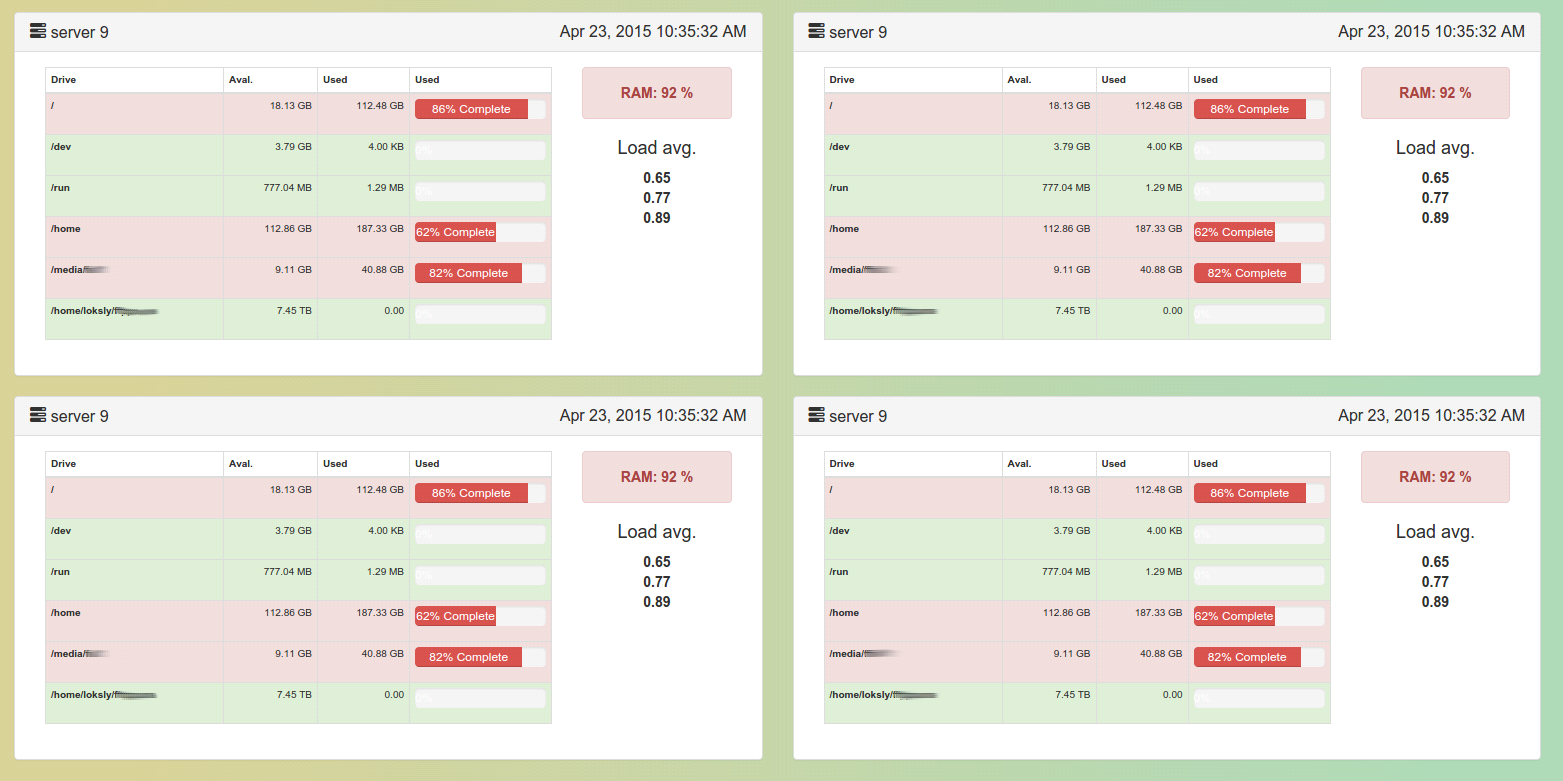 server 9 Apr 23, 2015 10:35:32 AM
Drive Aval. Used Used
/ 18.13 GB 112.48 GB 86% Complete
/dev 3.79 GB 4.00 KB 0%
/run 777.04 MB 1.29 MB 0%
/home 112.86 GB 187.33 GB 62% Complete
/media/ 9.11 GB 40.88 GB 82% Complete
/home/loksly/ 7.45 TB 0.00 0%
RAM: 92 %
Load avg.
0.65
0.77
0.89
server 9 Apr 23, 2015 10:35:32 AM
Drive Aval. Used Used
/ 18.13 GB 112.48 GB 86% Complete
/dev 3.79 GB 4.00 KB 0%
/run 777.04 MB 1.29 MB 0%
/home 112.86 GB 187.33 GB 62% Complete
/media/ 9.11 GB 40.88 GB 82% Complete
/home/loksly/ 7.45 TB 0.00 0%
RAM: 92 %
Load avg.
0.65
0.77
0.89
server 9 Apr 23, 2015 10:35:32 AM
Drive Aval. Used Used
/ 18.13 GB 112.48 GB 86% Complete
/dev 3.79 GB 4.00 KB 0%
/run 777.04 MB 1.29 MB 0%
/home 112.86 GB 187.33 GB 62% Complete
/media/ 9.11 GB 40.88 GB 82% Complete
/home/loksly/ 7.45 TB 0.00 0%
RAM: 92 %
Load avg.
0.65
0.77
0.89
server 9 Apr 23, 2015 10:35:32 AM
Drive Aval. Used Used
/ 18.13 GB 112.48 GB 86% Complete
/dev 3.79 GB 4.00 KB 0%
/run 777.04 MB 1.29 MB 0%
/home 112.86 GB 187.33 GB 62% Complete
/media/ 9.11 GB 40.88 GB 82% Complete
/home/loksly/ 7.45 TB 0.00 0%
RAM: 92 %
Load avg.
0.65
0.77
0.89